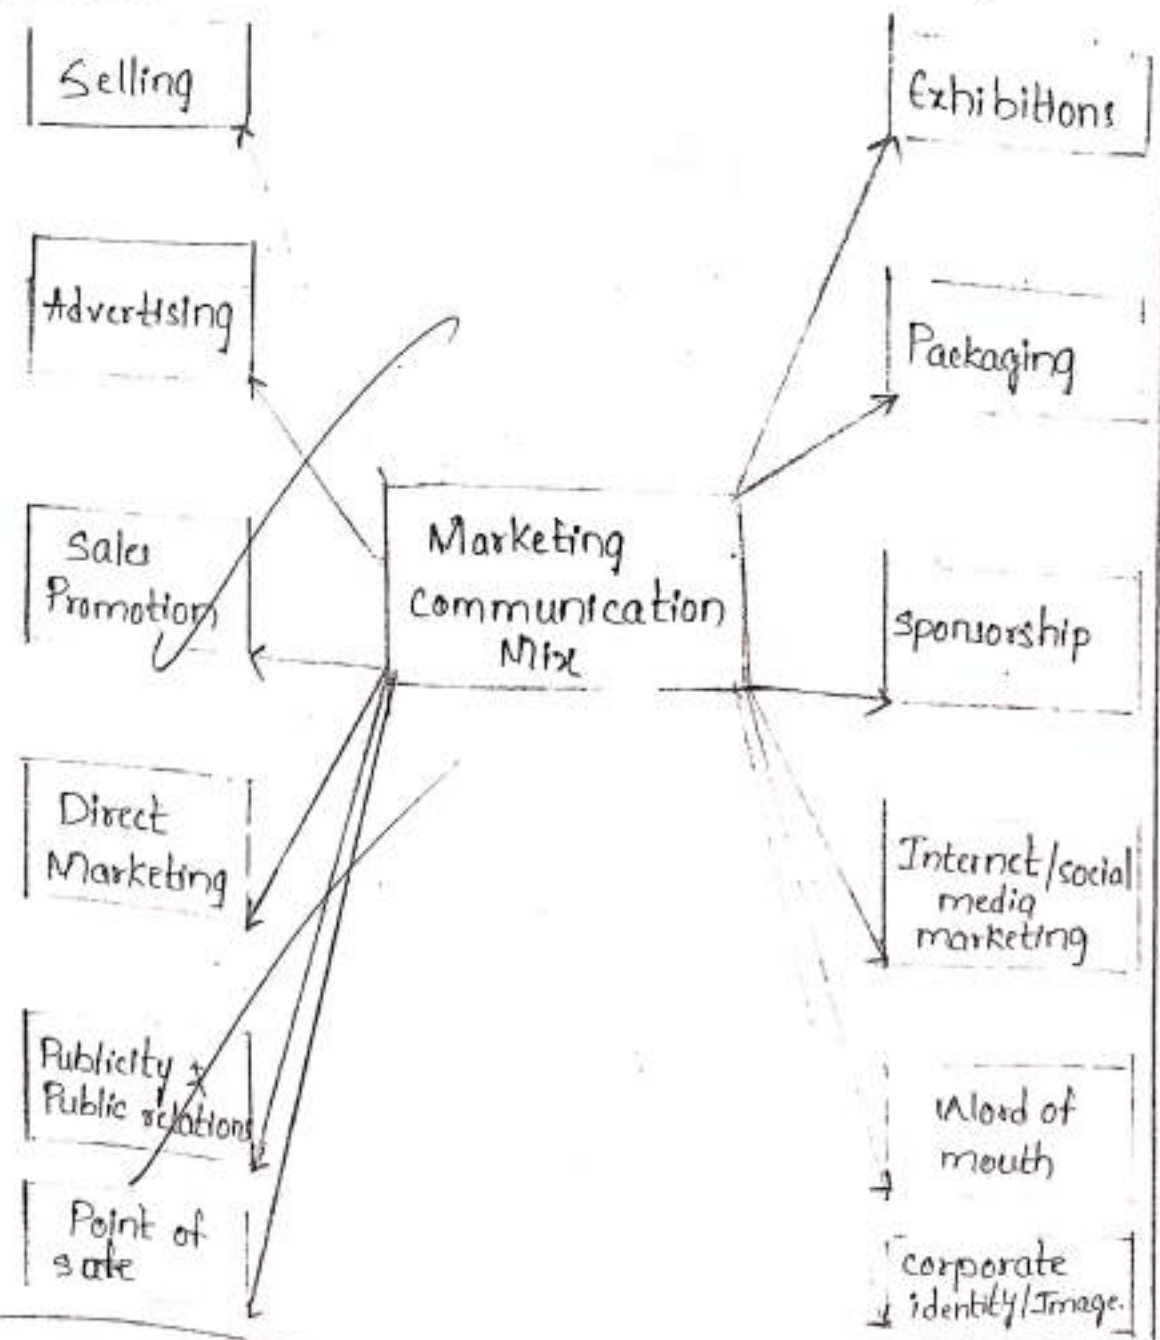 Selling
Advertising
Sales
Promotion
Direct
Marketing
Publicity &
Public relations
Point of
sale
Marketing
communication
Mix
Exhibitions
Packaging
sponsorship
Internet/social
media
marketing
Word of
mouth
corporate
identity/Image.